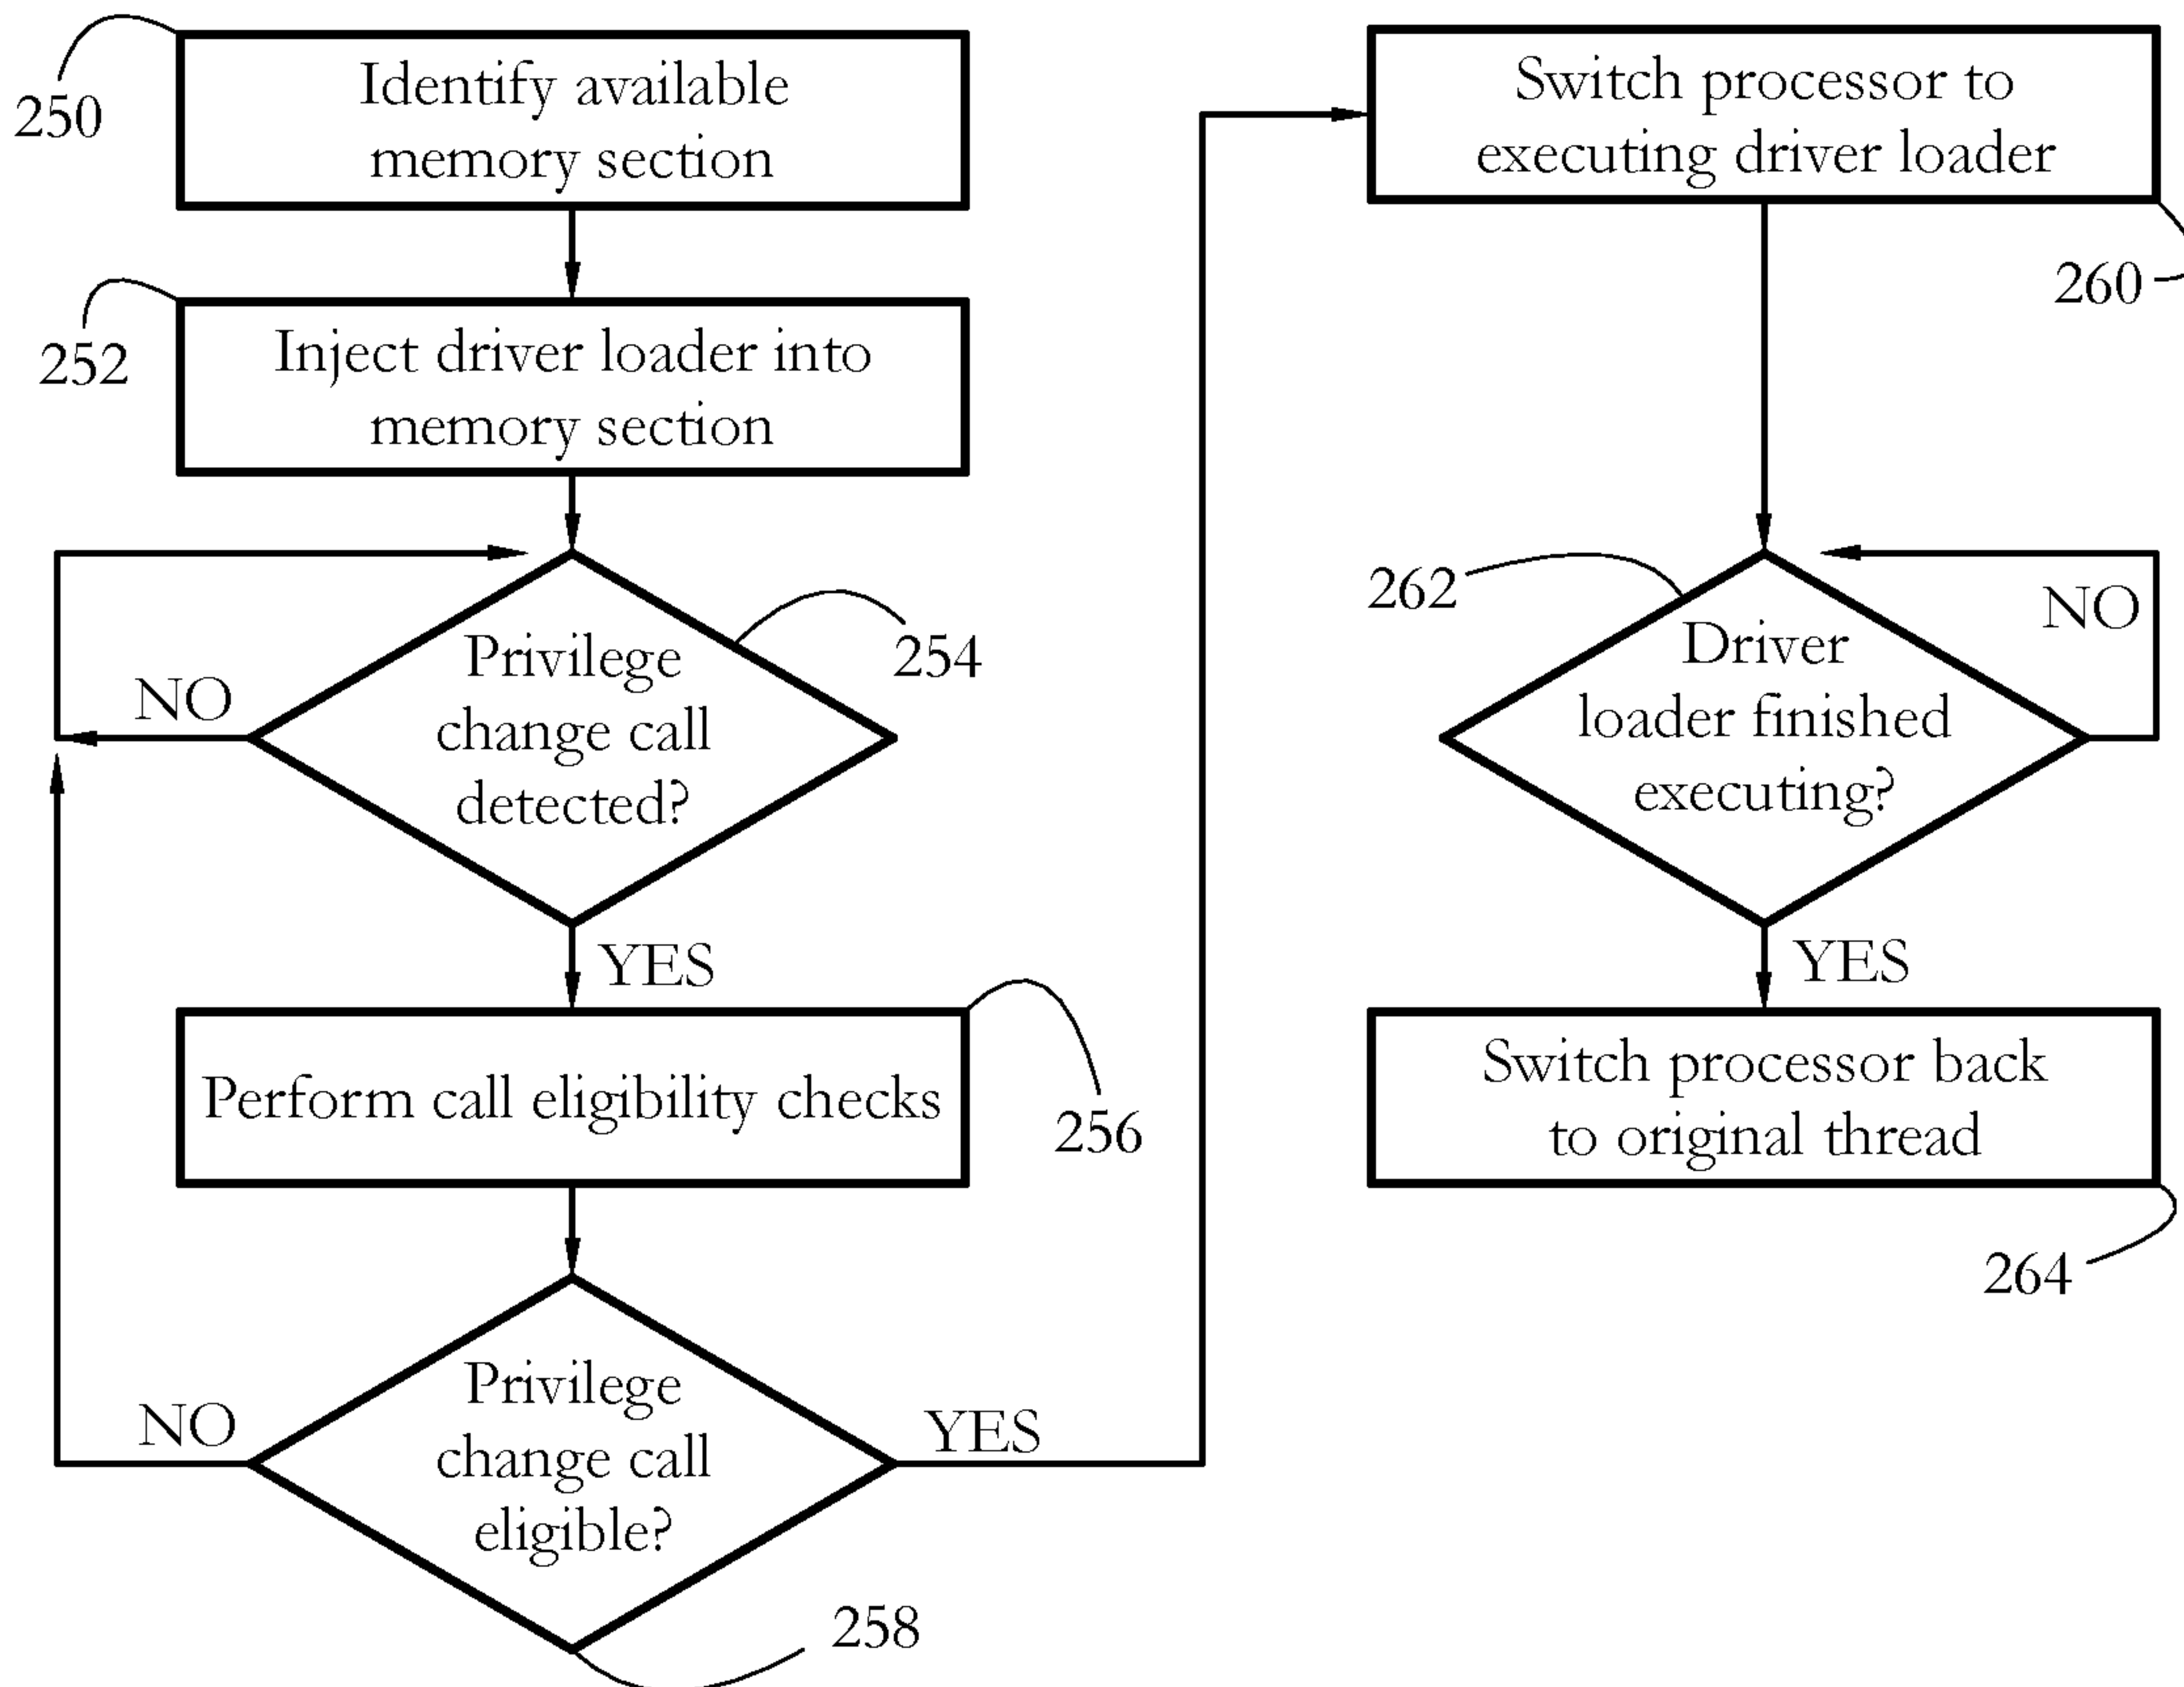 250
Identify available
memory section
252
Inject driver loader into
memory section
254
Privilege
change call
detected?
NO
YES
256
Perform call eligibility checks
258
Privilege
change call
eligible?
NO
YES
260
Switch processor to
executing driver loader
262
Driver
loader finished
executing?
NO
YES
264
Switch processor back
to original thread